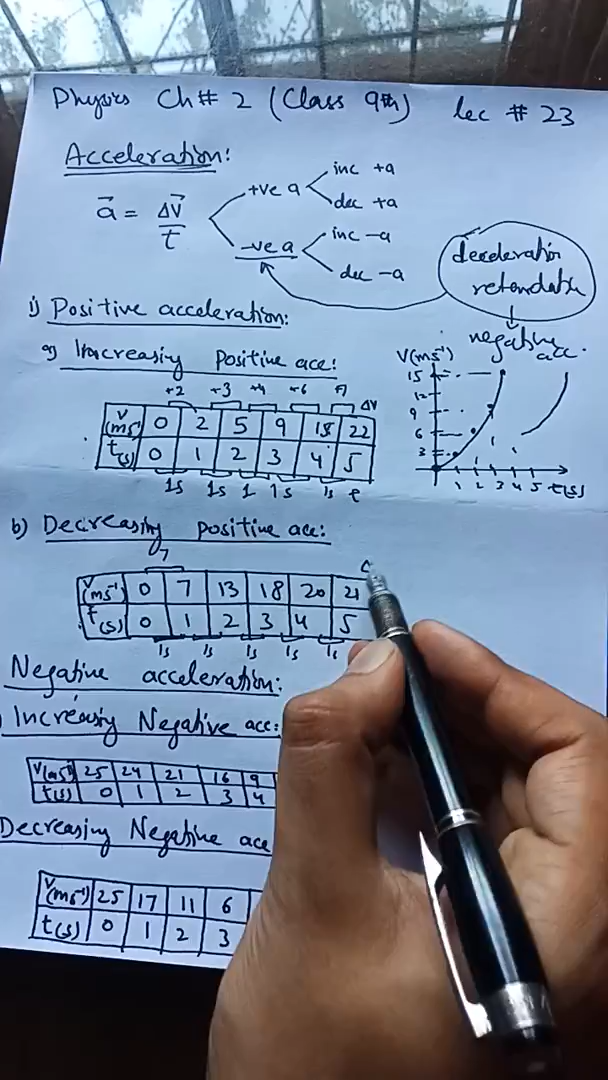 Physics Ch # 2 (Class 9th) lec # 23
Acceleration:
a = Δv/t
+ve a
inc +a
dec +a
-ve a
inc -a
dec -a
deceleration
retardation
negative
acc.
i) Positive acceleration:
a) Increasing positive acc:
+2 +3 +4 +6 +7 Δv
v (ms⁻¹) 0 2 5 9 15 22
t (s) 0 1 2 3 4 5
1s 1s 1 1s 1s t
V(ms⁻¹)
15
12
9
6
3
0
1 2 3 4 5 t(s)
b) Decreasing positive acc:
7
v (ms⁻¹) 0 7 13 18 20 21
t (s) 0 1 2 3 4 5
1s 1s 1s 1s 1s
Negative acceleration:
Increasing Negative acc:
V(ms⁻¹) 25 24 21 16 9
t(s) 0 1 2 3 4
Decreasing Negative acc
V(ms⁻¹) 25 17 11 6
t(s) 0 1 2 3